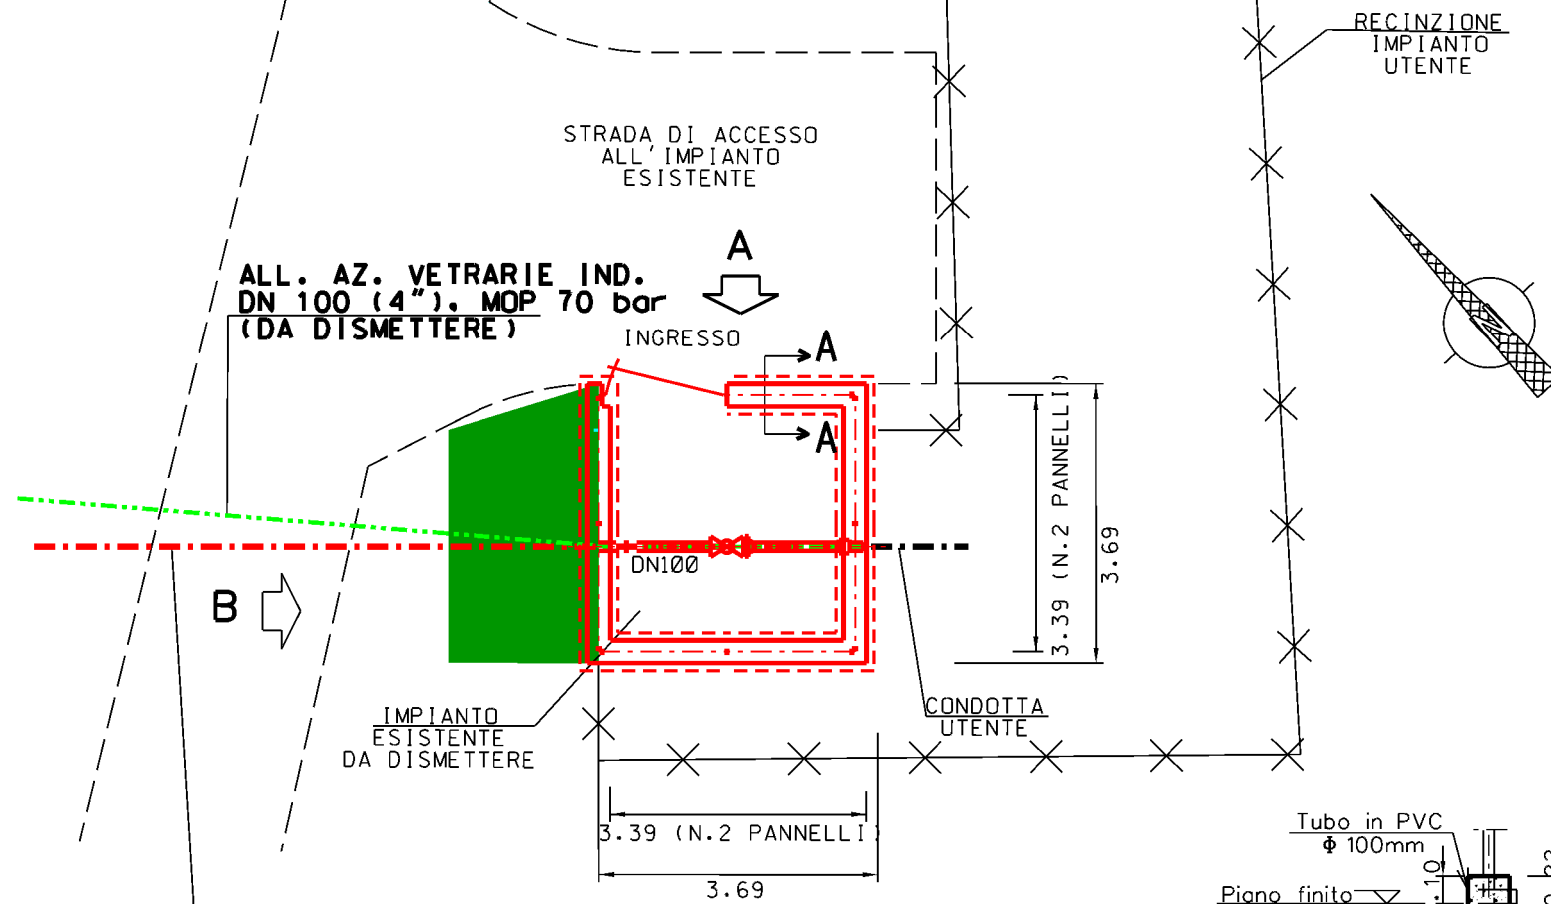 RECINZIONE
IMPIANTO
UTENTE
STRADA DI ACCESSO
ALL'IMPIANTO
ESISTENTE
A
ALL. AZ. VETRARIE IND.
DN 100 (4"), MOP 70 bar
(DA DISMETTERE)
INGRESSO
A
A
N
3.39 (N.2 PANNELLI)
3.69
DN100
B
IMPIANTO
ESISTENTE
DA DISMETTERE
CONDOTTA
UTENTE
3.39 (N.2 PANNELLI)
3.69
Tubo in PVC
Φ 100mm
Piano finito